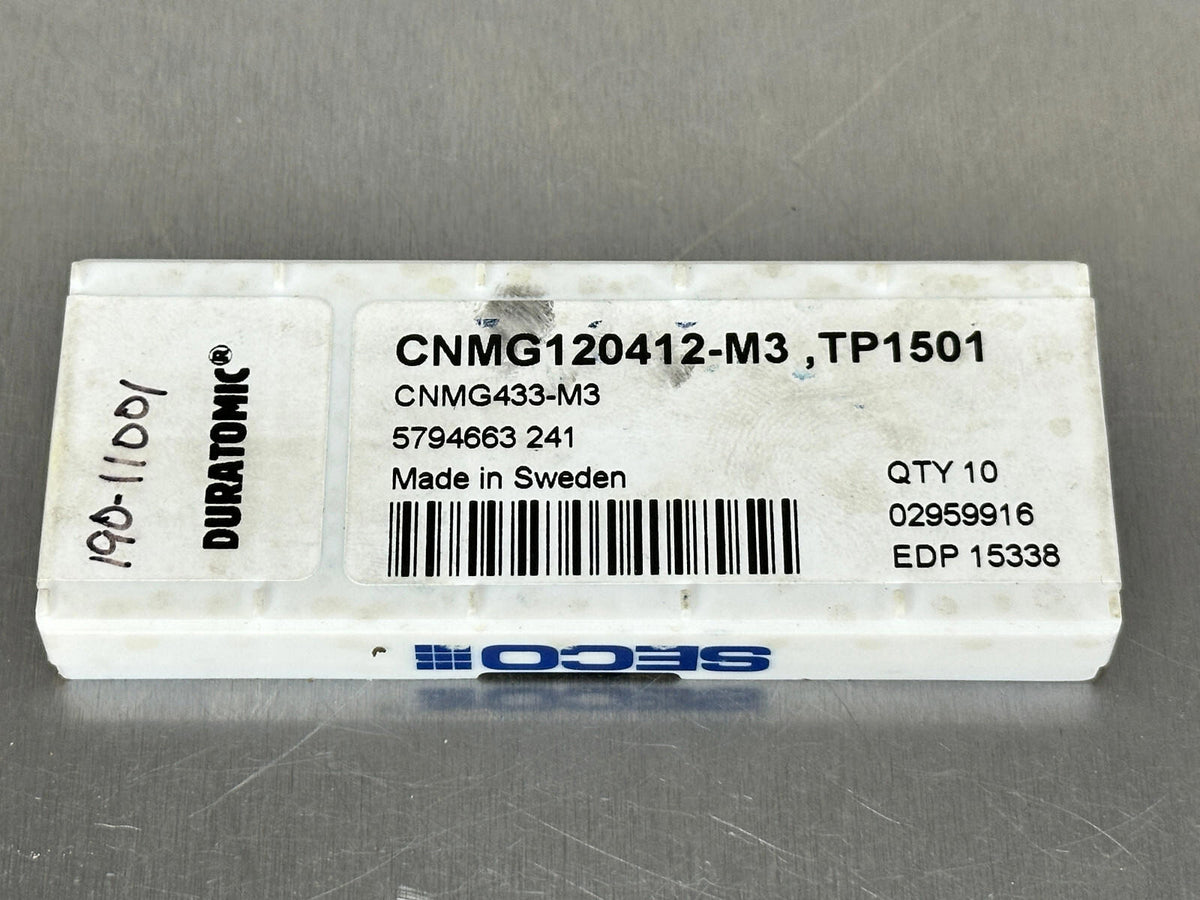 190-11001
DURATOMIC®
CNMG120412-M3 ,TP1501
CNMG433-M3
5794663 241
Made in Sweden
QTY 10
02959916
EDP 15338
SECO